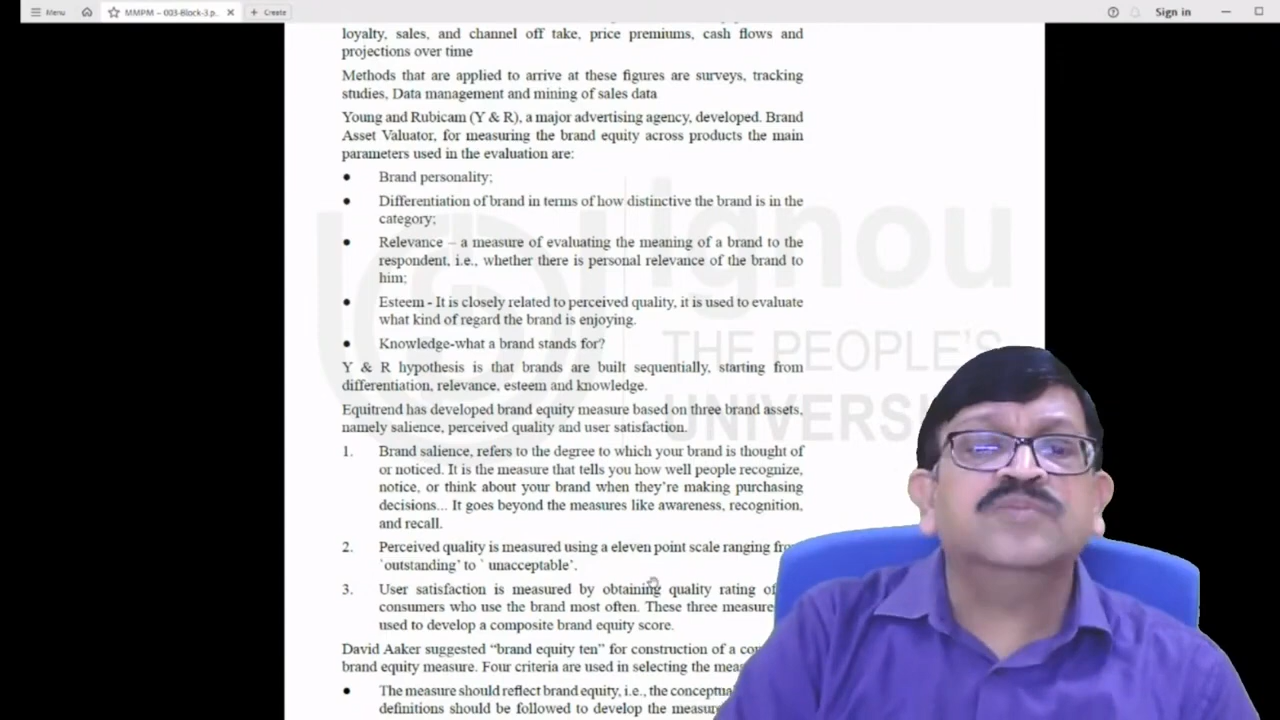 Menu
MMPM – 003-Block-3.p...
Create
Sign in
loyalty, sales, and channel off take, price premiums, cash flows and
projections over time
Methods that are applied to arrive at these figures are surveys, tracking
studies, Data management and mining of sales data
Young and Rubicam (Y & R), a major advertising agency, developed. Brand
Asset Valuator, for measuring the brand equity across products the main
parameters used in the evaluation are:
• Brand personality;
• Differentiation of brand in terms of how distinctive the brand is in the
category;
• Relevance – a measure of evaluating the meaning of a brand to the
respondent, i.e., whether there is personal relevance of the brand to
him;
• Esteem - It is closely related to perceived quality, it is used to evaluate
what kind of regard the brand is enjoying.
• Knowledge-what a brand stands for?
Y & R hypothesis is that brands are built sequentially, starting from
differentiation, relevance, esteem and knowledge.
Equitrend has developed brand equity measure based on three brand assets,
namely salience, perceived quality and user satisfaction.
1. Brand salience, refers to the degree to which your brand is thought of
or noticed. It is the measure that tells you how well people recognize,
notice, or think about your brand when they're making purchasing
decisions... It goes beyond the measures like awareness, recognition,
and recall.
2. Perceived quality is measured using a eleven point scale ranging
`outstanding' to ` unacceptable'.
3. User satisfaction is measured by obtaining quality rating of
consumers who use the brand most often. These three measure
used to develop a composite brand equity score.
David Aaker suggested “brand equity ten” for construction of a
brand equity measure. Four criteria are used in selecting the
• The measure should reflect brand equity, i.e., the
definitions should be followed to develop the
ignou
THE PEOPLE'S
UNIVERSI